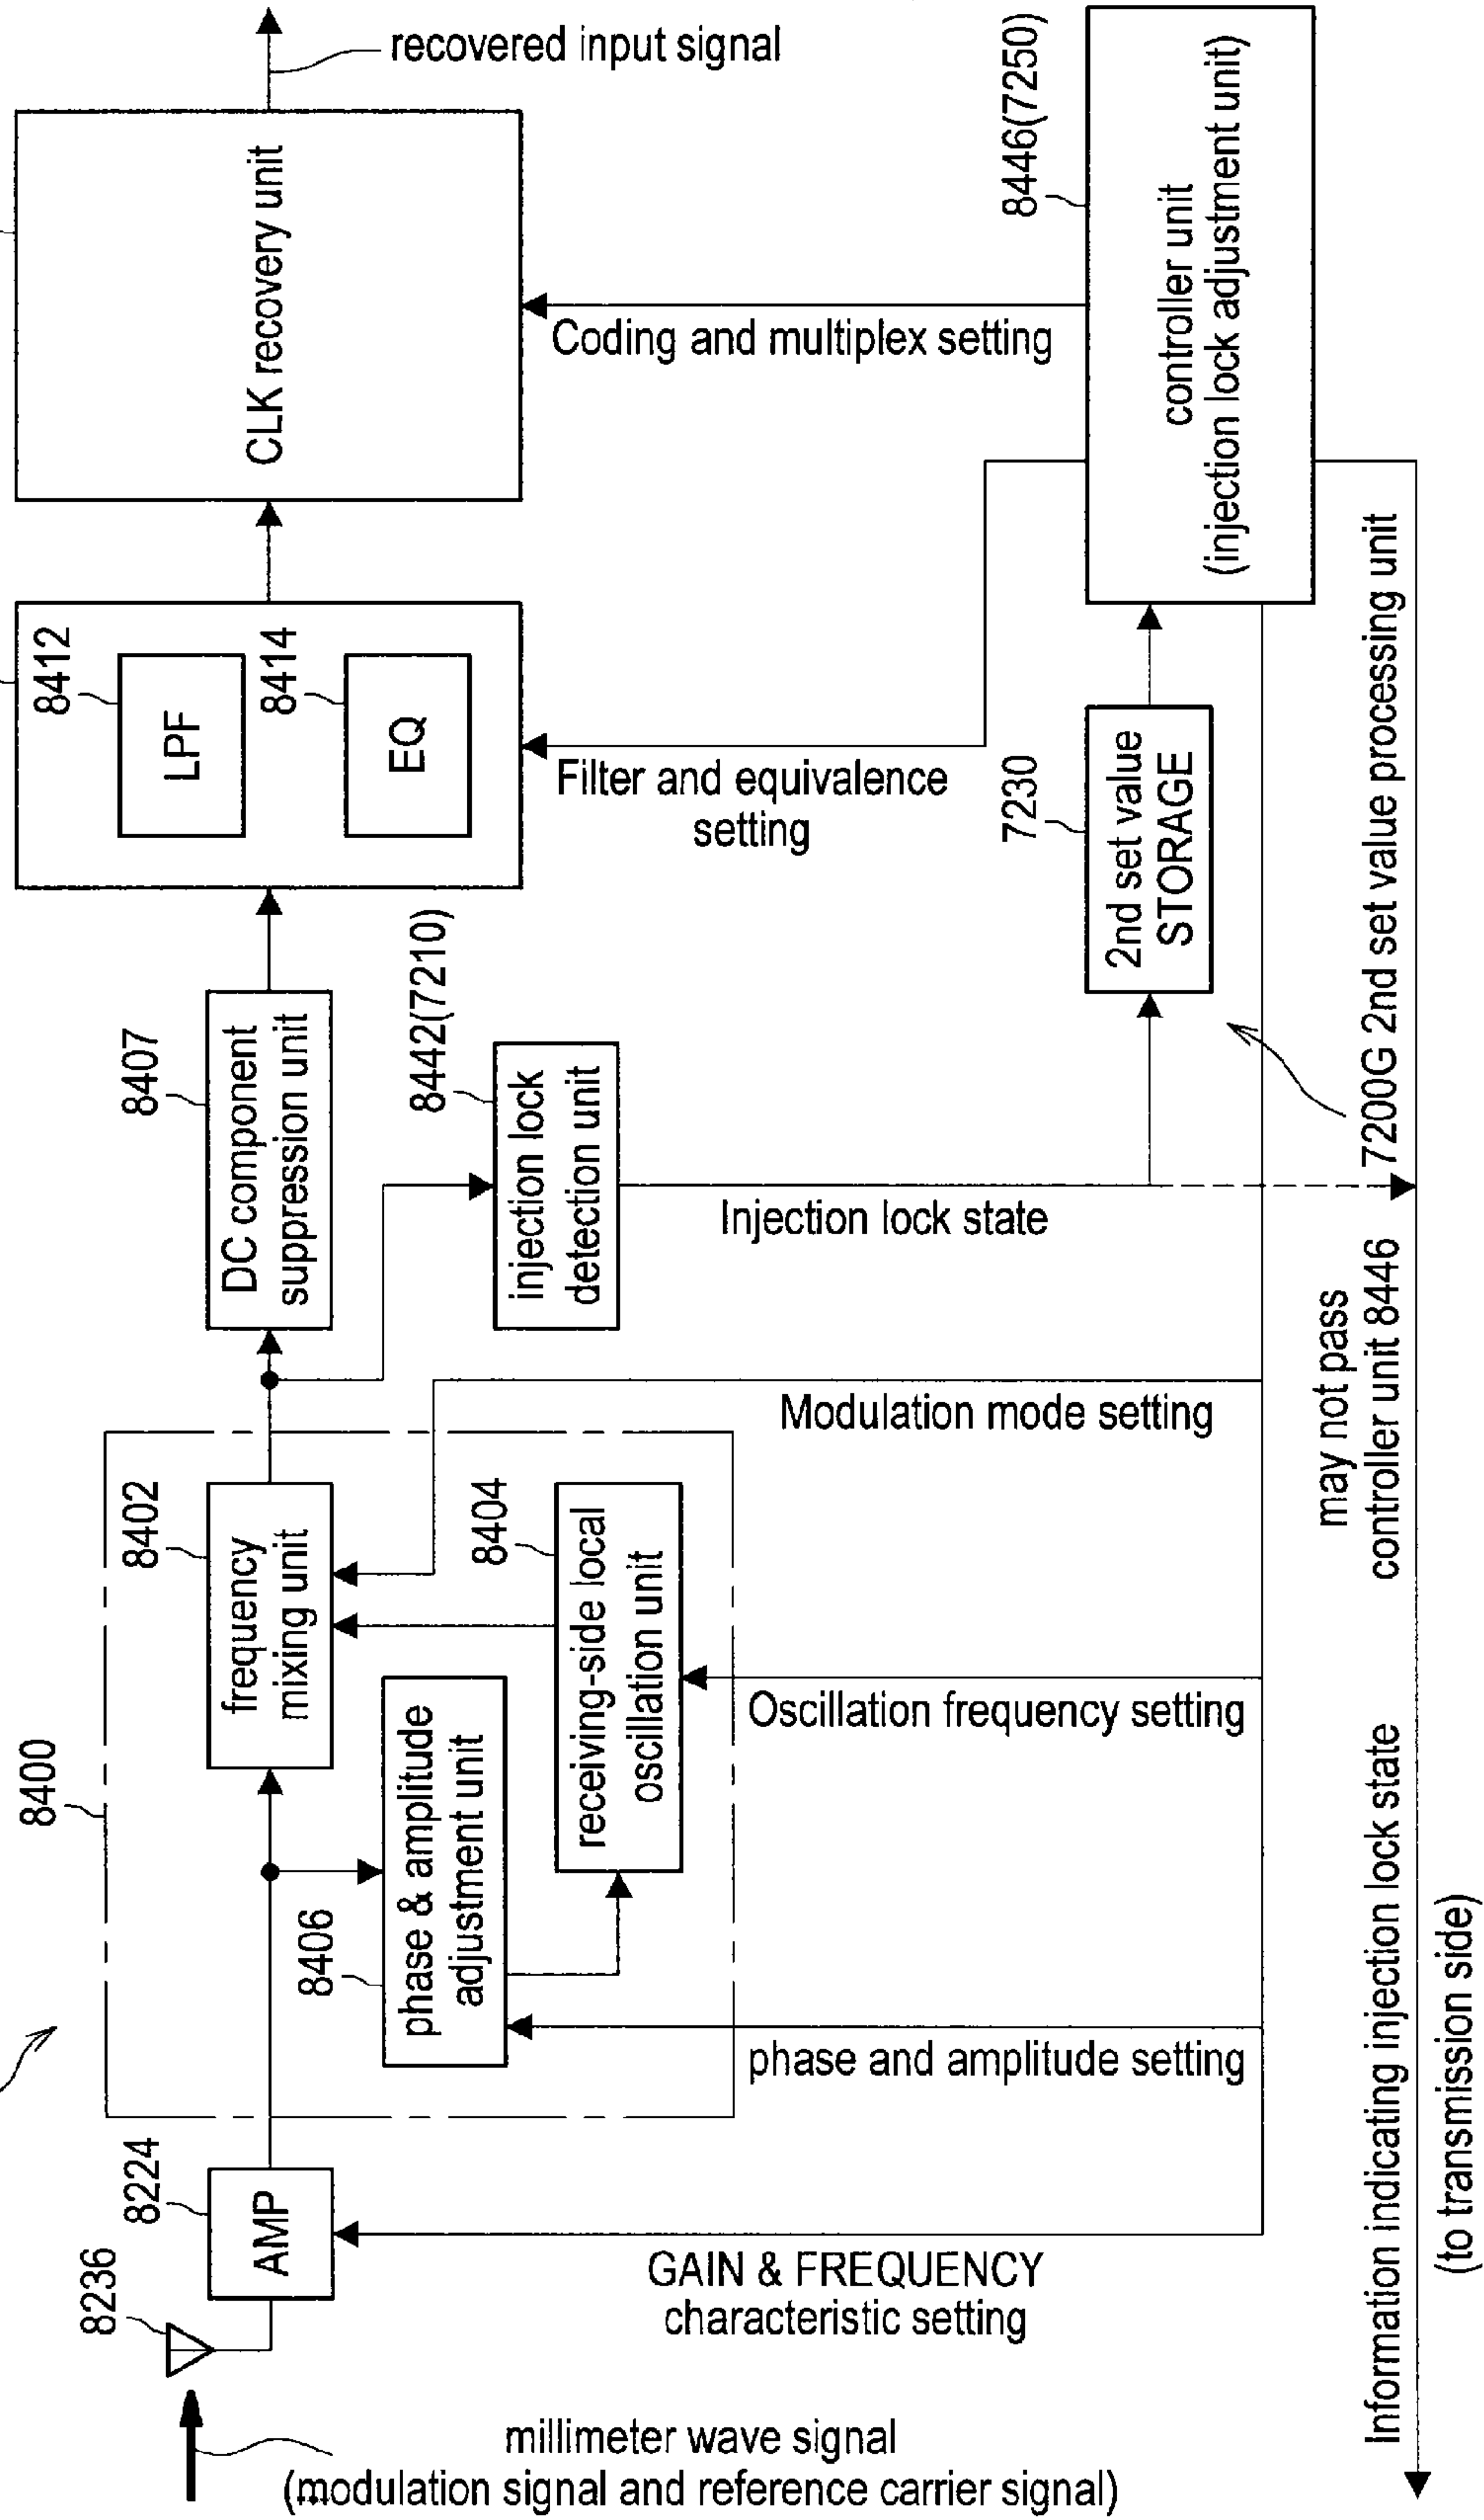 8236
8224
AMP
8400
8402
frequency
mixing unit
8406
phase & amplitude
adjustment unit
8404
receiving-side local
oscillation unit
8407
DC component
suppression unit
8442(7210)
injection lock
detection unit
8412
LPF
8414
EQ
CLK recovery unit
recovered input signal
millimeter wave signal
(modulation signal and reference carrier signal)
GAIN & FREQUENCY
characteristic setting
phase and amplitude setting
Oscillation frequency setting
Modulation mode setting
Injection lock state
Filter and equivalence
setting
Coding and multiplex setting
7230
2nd set value
STORAGE
8446(7250)
controller unit
(injection lock adjustment unit)
7200G 2nd set value processing unit
may not pass
controller unit 8446
Information indicating injection lock state
(to transmission side)